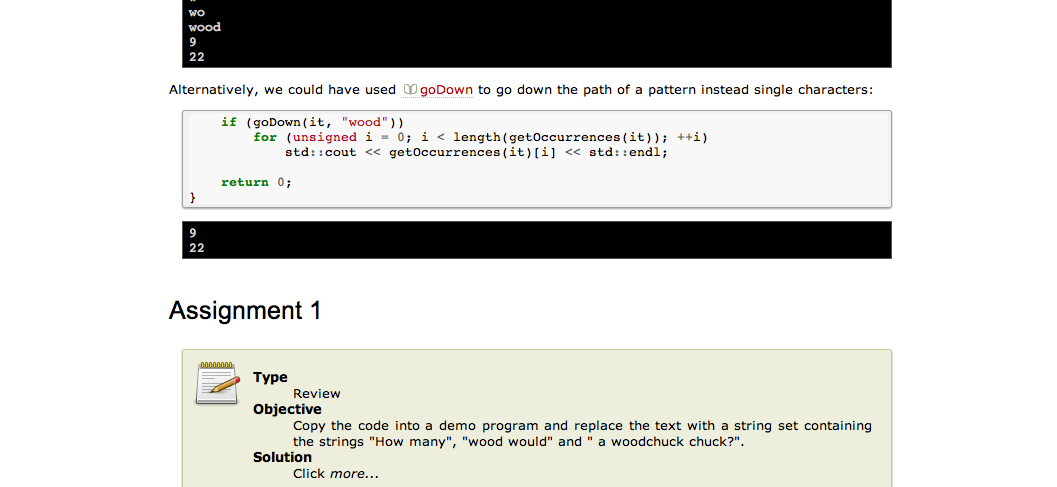 wo
wood
9
22
Alternatively, we could have used goDown to go down the path of a pattern instead single characters:
if (goDown(it, "wood"))
for (unsigned i = 0; i < length(getOccurrences(it)); ++i)
std::cout << getOccurrences(it)[i] << std::endl;
return 0;
}
9
22
Assignment 1
Type
Review
Objective
Copy the code into a demo program and replace the text with a string set containing
the strings "How many", "wood would" and " a woodchuck chuck?".
Solution
Click more...